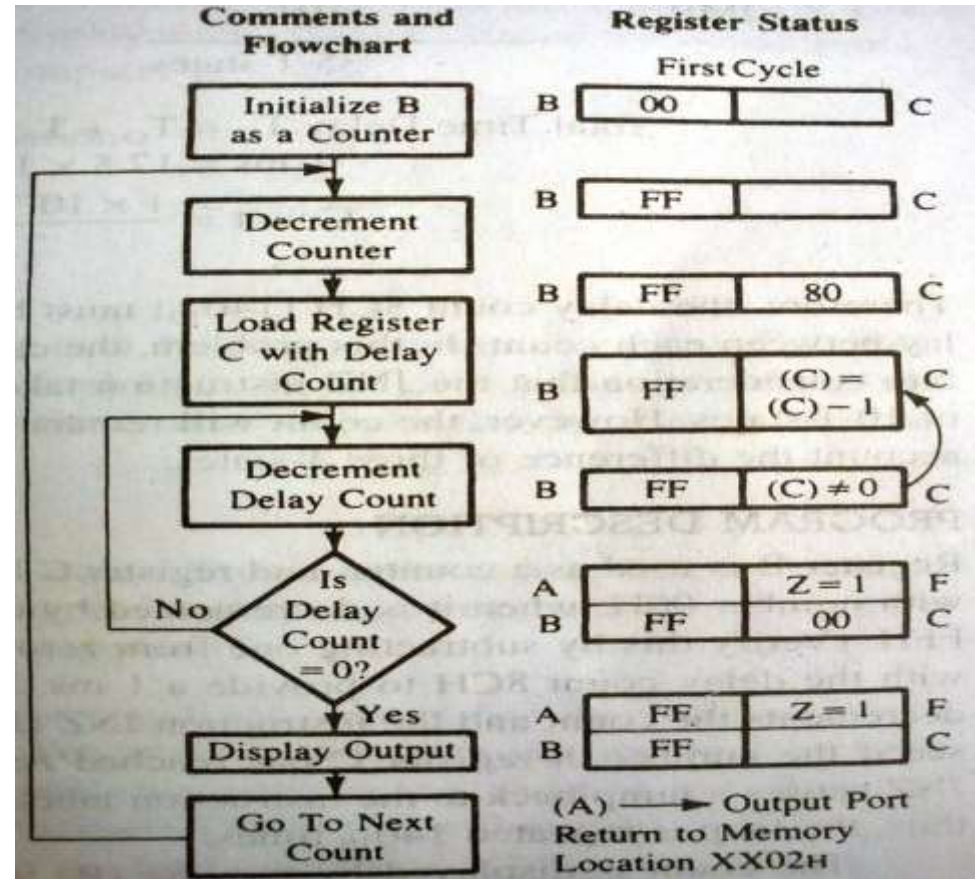 Comments and
Flowchart
Initialize B
as a Counter
Decrement
Counter
Load Register
C with Delay
Count
Decrement
Delay Count
Is
Delay
Count
= 0?
No
Yes
Display Output
Go To Next
Count
Register Status
First Cycle
B 00 C
B FF C
B FF 80 C
B FF (C) = C
(C) − 1
B FF (C) ≠ 0 C
A Z = 1 F
B FF 00 C
A FF Z = 1 F
B FF C
(A) → Output Port
Return to Memory
Location XX02H